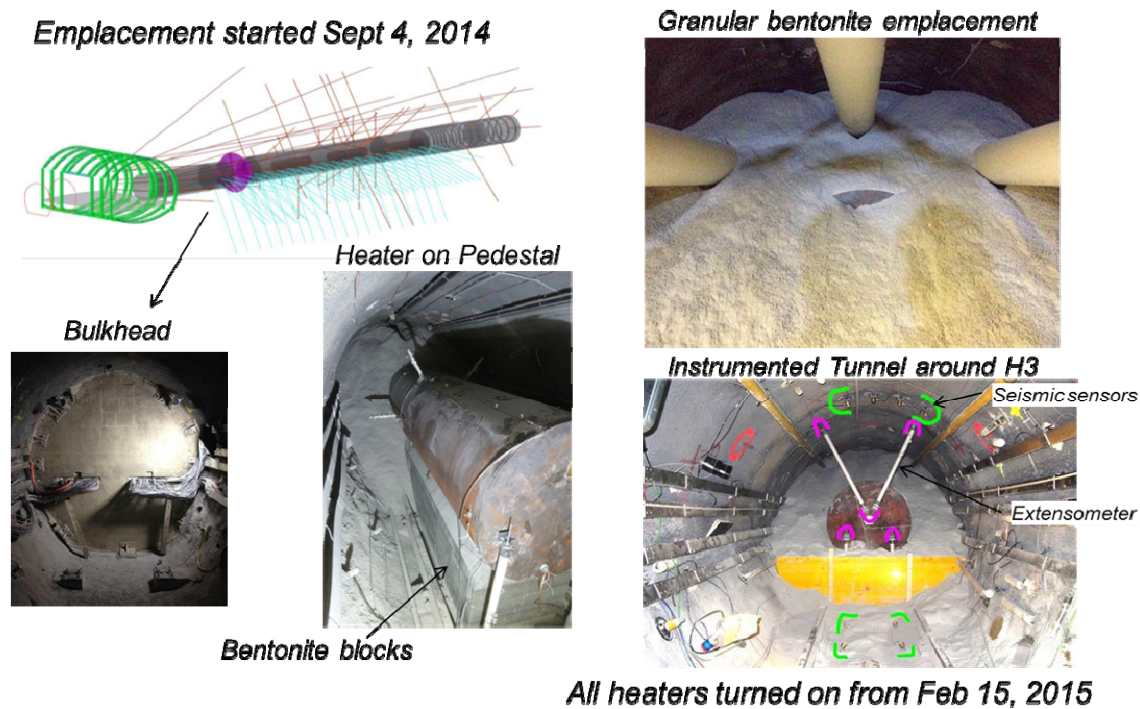 Emplacement started Sept 4, 2014
Granular bentonite emplacement
Heater on Pedestal
Bulkhead
Instrumented Tunnel around H3
Seismic sensors
Extensometer
Bentonite blocks
All heaters turned on from Feb 15, 2015